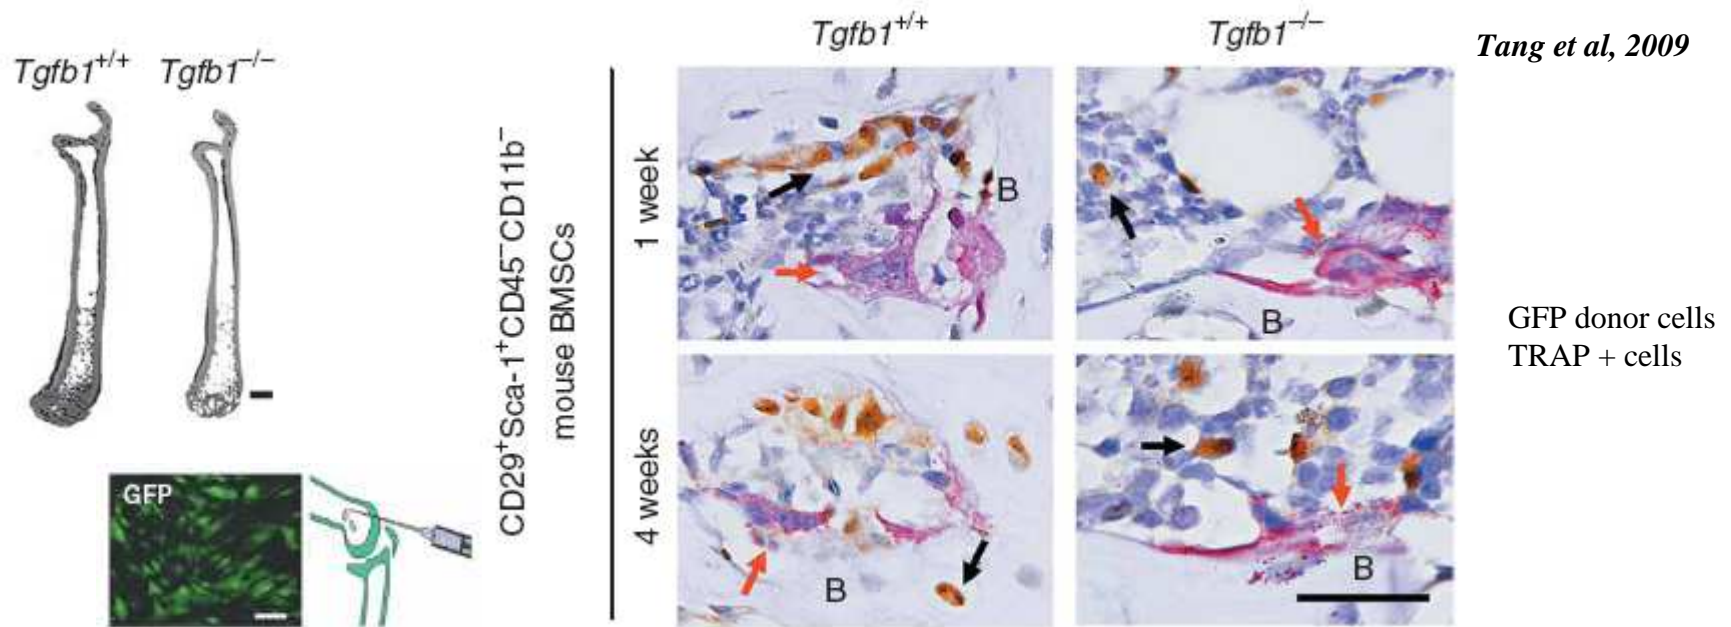 Tgfb1+/+ Tgfb1−/−
GFP
CD29+Sca-1+CD45−CD11b−
mouse BMSCs
Tgfb1+/+ Tgfb1−/−
1 week
B
B
4 weeks
B
B
Tang et al, 2009
GFP donor cells
TRAP + cells